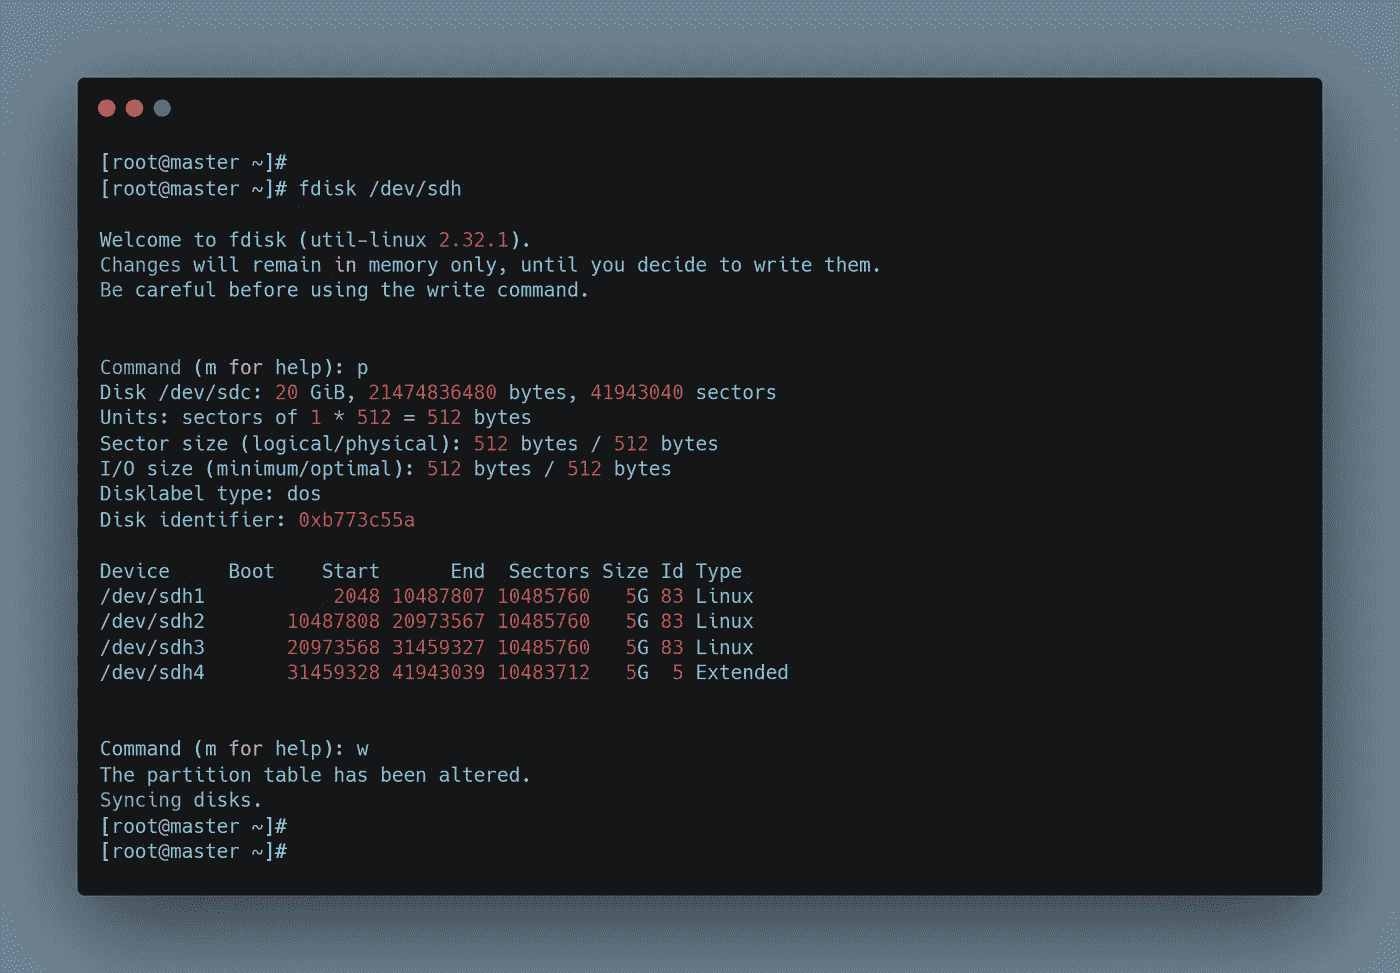 [root@master ~]#
[root@master ~]# fdisk /dev/sdh
Welcome to fdisk (util-linux 2.32.1).
Changes will remain in memory only, until you decide to write them.
Be careful before using the write command.
Command (m for help): p
Disk /dev/sdc: 20 GiB, 21474836480 bytes, 41943040 sectors
Units: sectors of 1 * 512 = 512 bytes
Sector size (logical/physical): 512 bytes / 512 bytes
I/O size (minimum/optimal): 512 bytes / 512 bytes
Disklabel type: dos
Disk identifier: 0xb773c55a
Device     Boot    Start      End  Sectors Size Id Type
/dev/sdh1           2048 10487807 10485760   5G 83 Linux
/dev/sdh2       10487808 20973567 10485760   5G 83 Linux
/dev/sdh3       20973568 31459327 10485760   5G 83 Linux
/dev/sdh4       31459328 41943039 10483712   5G  5 Extended
Command (m for help): w
The partition table has been altered.
Syncing disks.
[root@master ~]#
[root@master ~]#